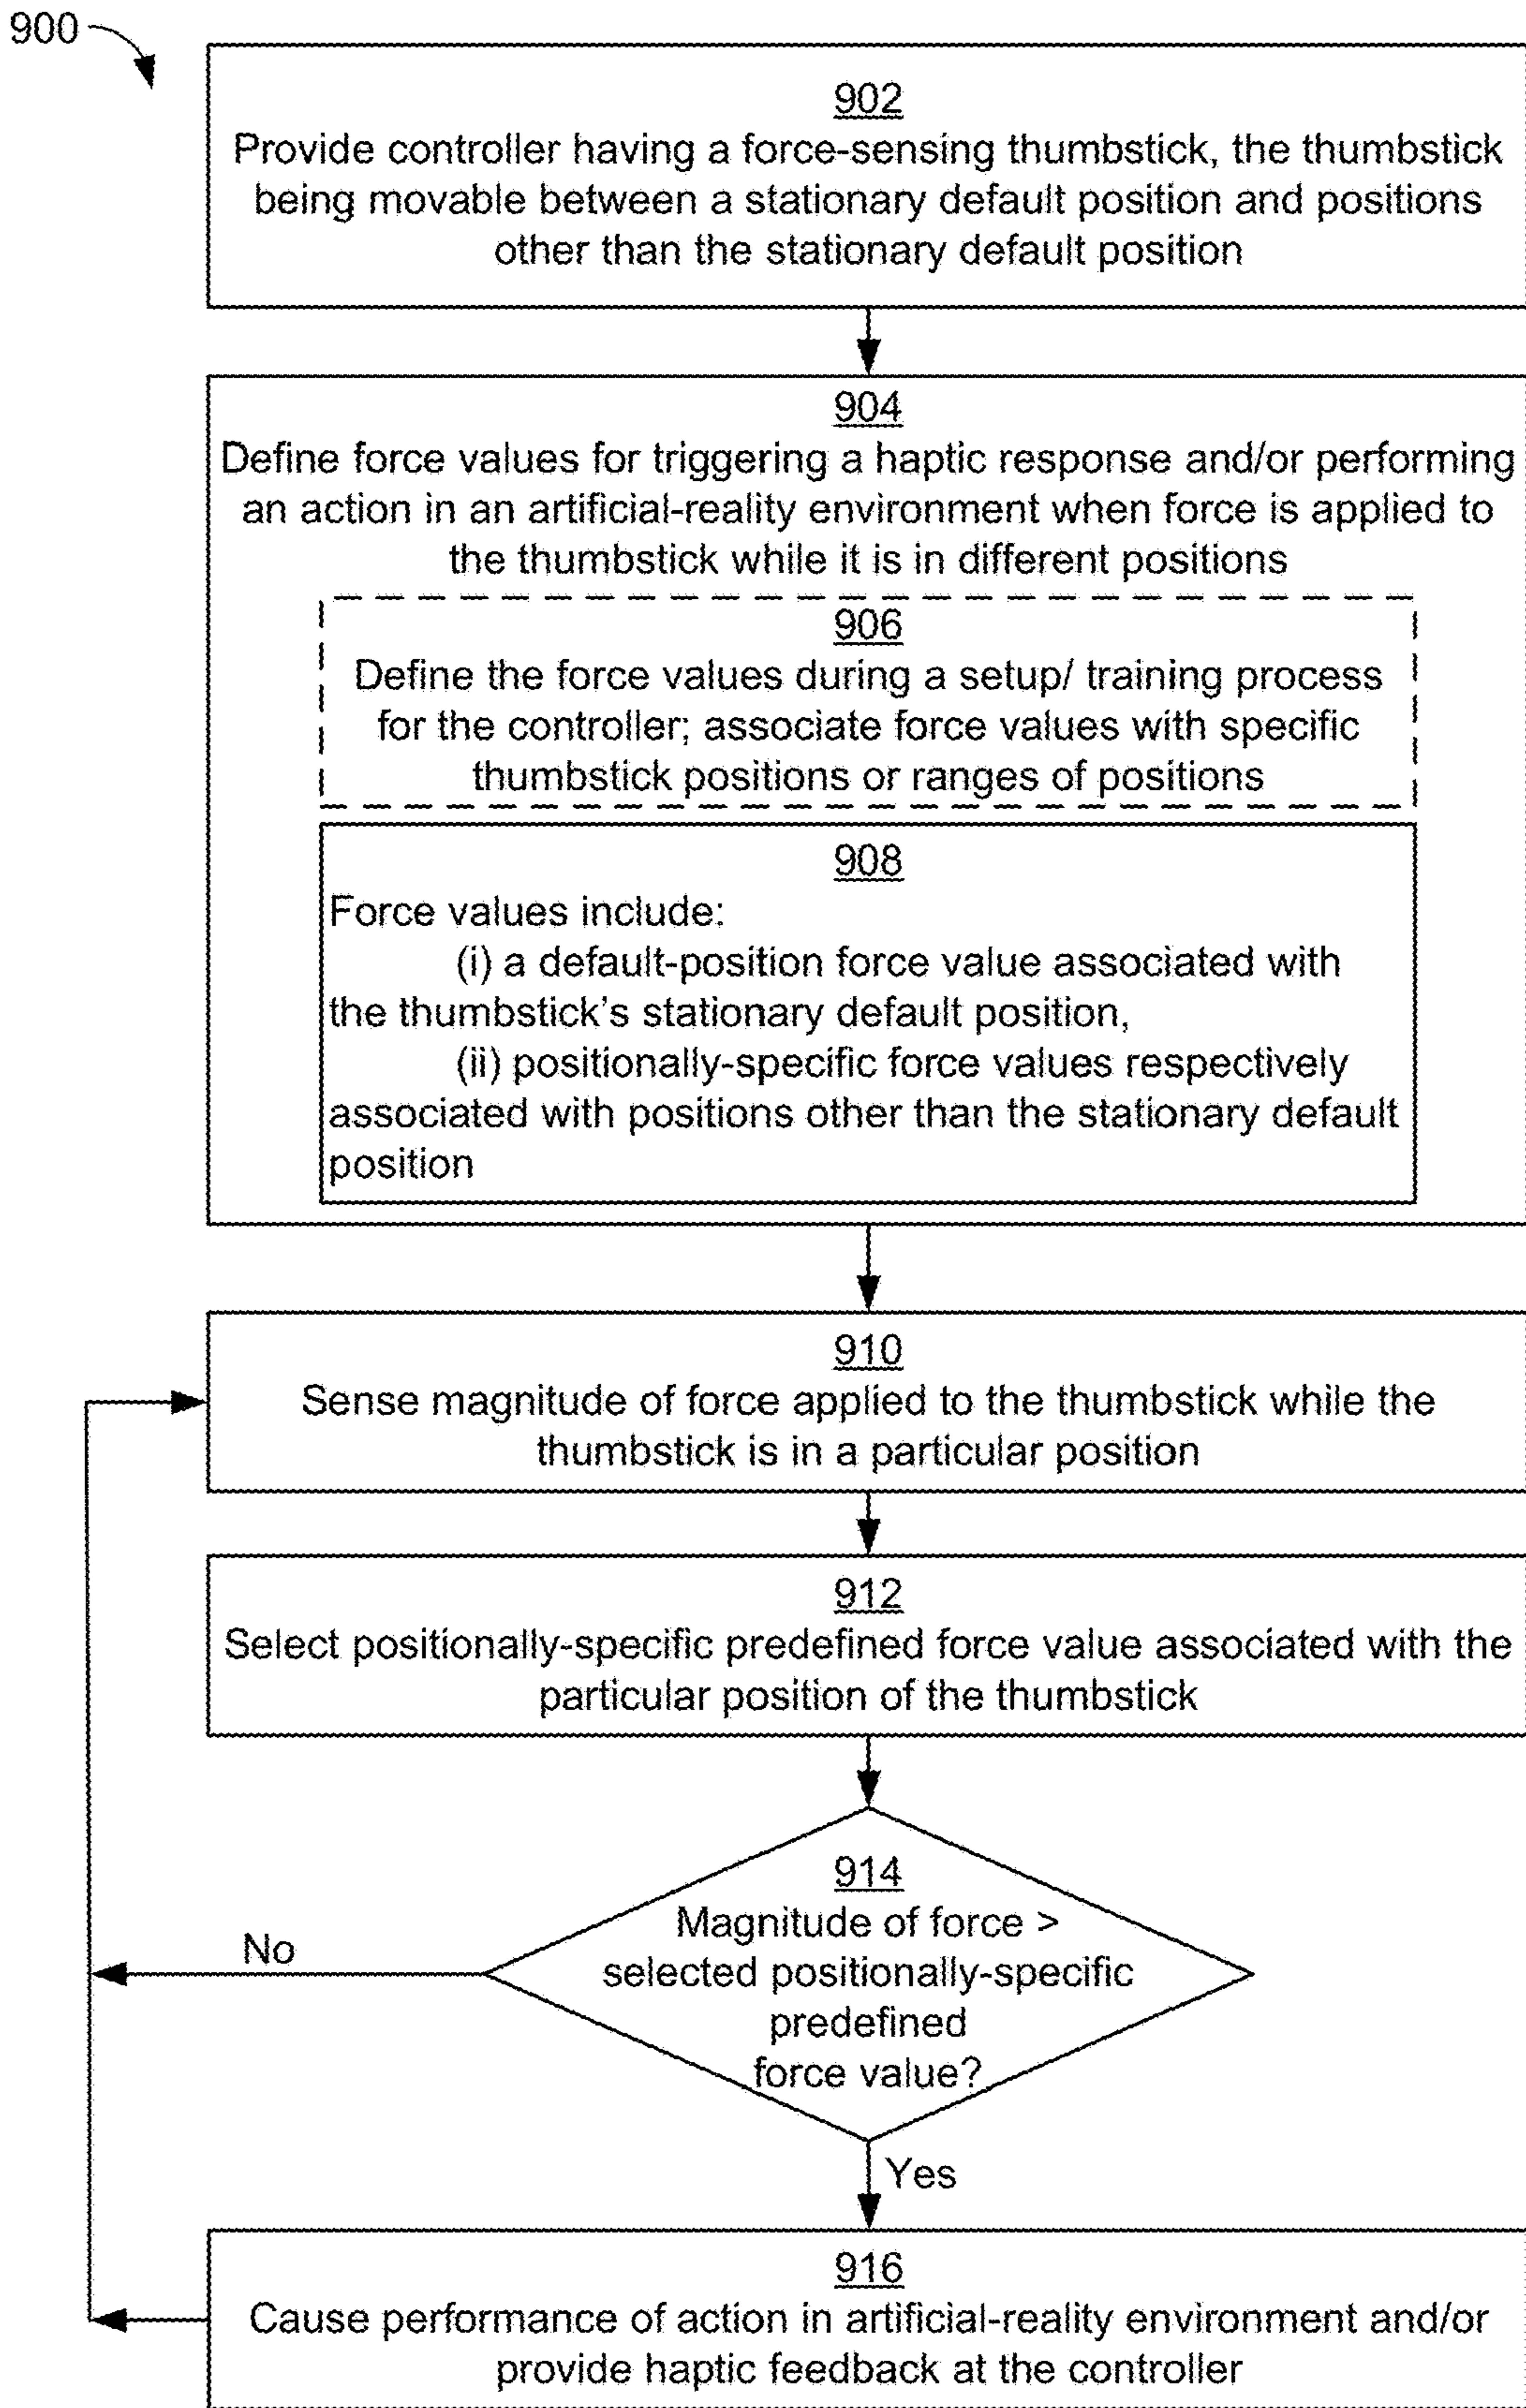 900
902
Provide controller having a force-sensing thumbstick, the thumbstick
being movable between a stationary default position and positions
other than the stationary default position
904
Define force values for triggering a haptic response and/or performing
an action in an artificial-reality environment when force is applied to
the thumbstick while it is in different positions
906
Define the force values during a setup/ training process
for the controller; associate force values with specific
thumbstick positions or ranges of positions
908
Force values include:
(i) a default-position force value associated with
the thumbstick's stationary default position,
(ii) positionally-specific force values respectively
associated with positions other than the stationary default
position
910
Sense magnitude of force applied to the thumbstick while the
thumbstick is in a particular position
912
Select positionally-specific predefined force value associated with the
particular position of the thumbstick
914
Magnitude of force >
selected positionally-specific
predefined
force value?
No
Yes
916
Cause performance of action in artificial-reality environment and/or
provide haptic feedback at the controller